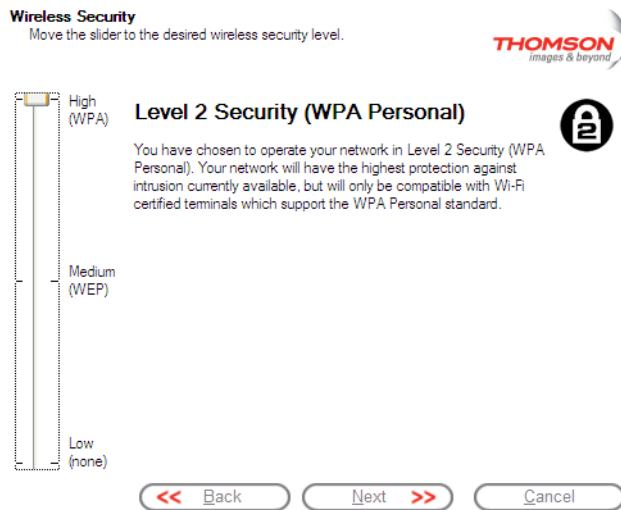 Wireless Security
Move the slider to the desired wireless security level.
THOMSON
images & beyond
High
(WPA)
Level 2 Security (WPA Personal)
2
You have chosen to operate your network in Level 2 Security (WPA
Personal). Your network will have the highest protection against
intrusion currently available, but will only be compatible with Wi-Fi
certified terminals which support the WPA Personal standard.
Medium
(WEP)
Low
(none)
<< Back
Next >>
Cancel